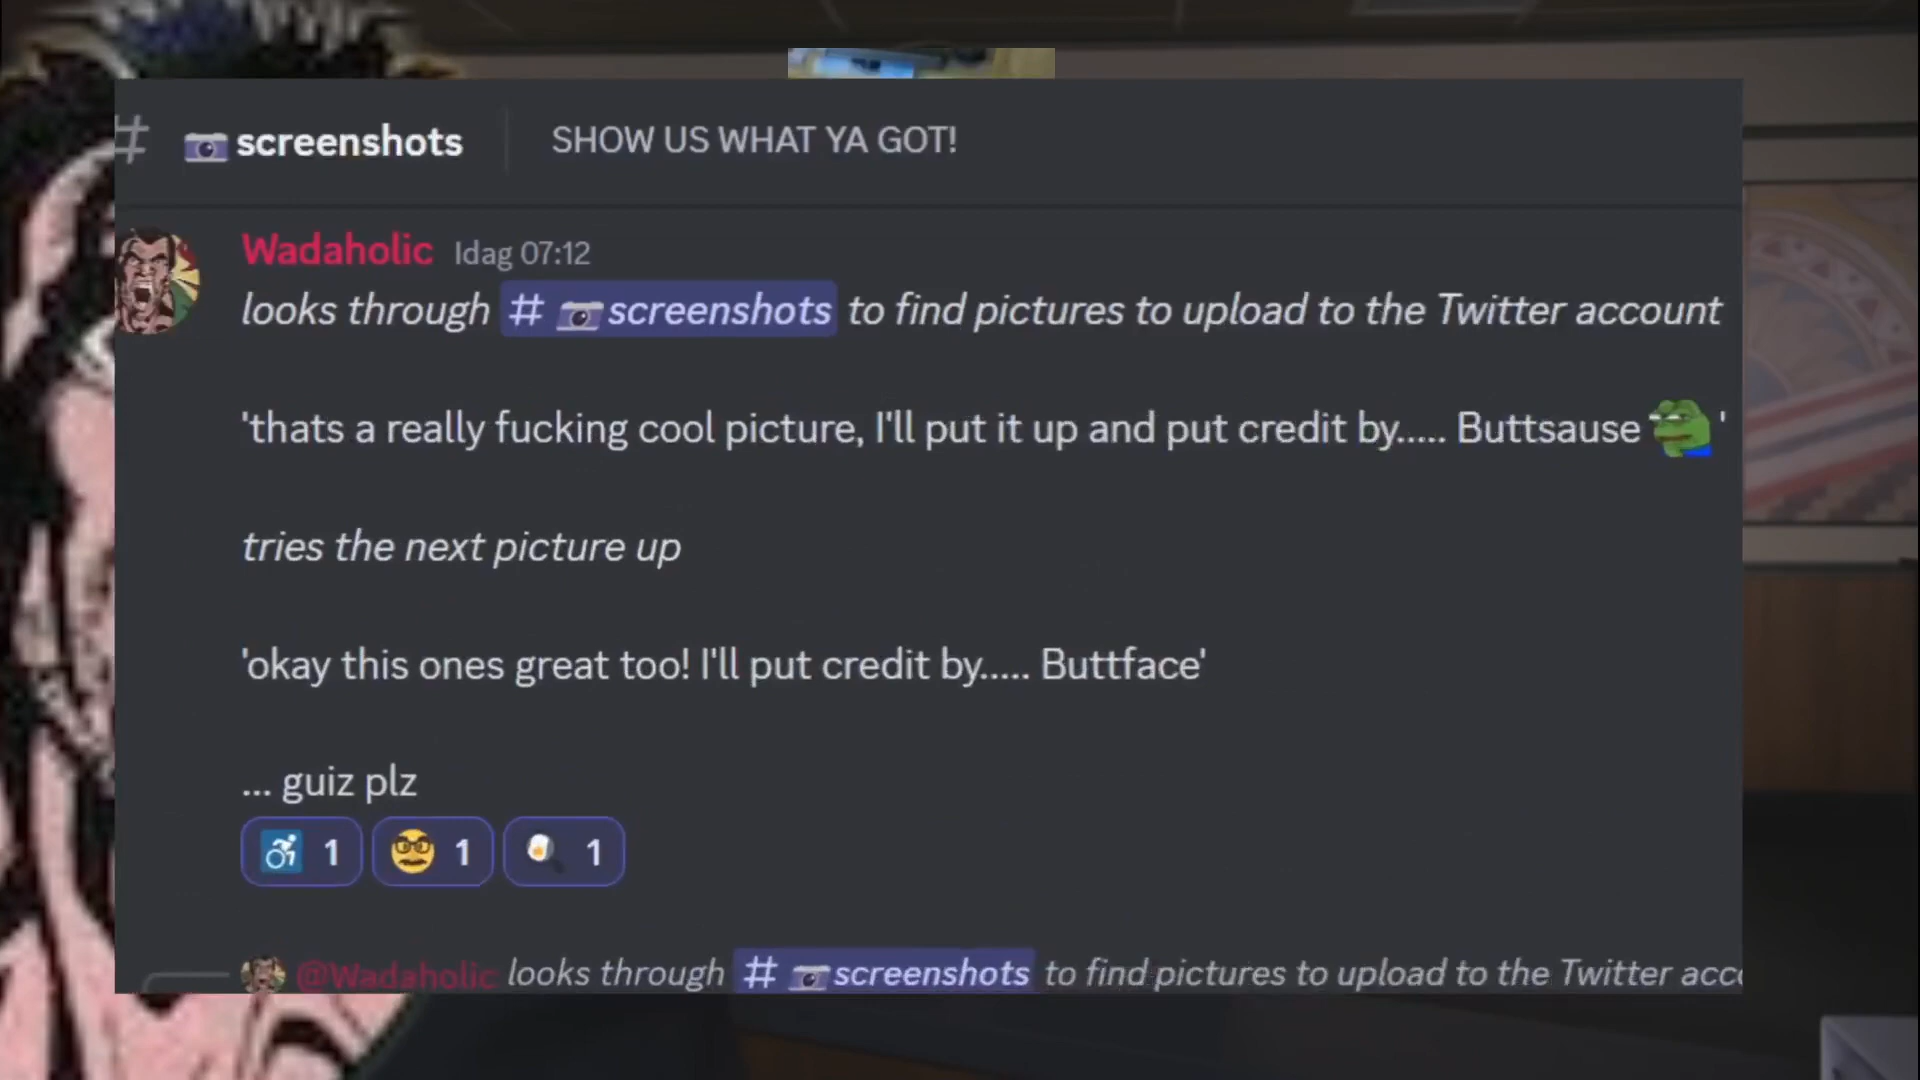 # screenshots SHOW US WHAT YA GOT!
Wadaholic Idag 07:12
looks through # screenshots to find pictures to upload to the Twitter account
'thats a really fucking cool picture, I'll put it up and put credit by..... Buttsause '
tries the next picture up
'okay this ones great too! I'll put credit by..... Buttface'
... guiz plz
1 1 1
@Wadaholic looks through # screenshots to find pictures to upload to the Twitter acc